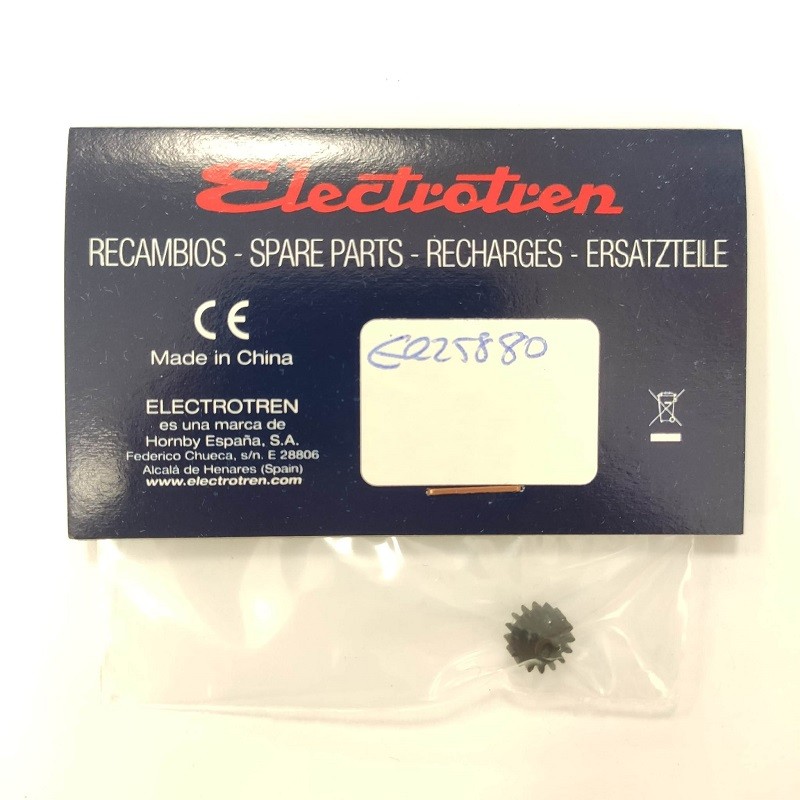 Electrotren
RECAMBIOS - SPARE PARTS - RECHARGES - ERSATZTEILE
CE
Made in China
ELECTROTREN
es una marca de
Hornby España, S.A.
Federico Chueca, s/n. E 28806
Alcalá de Henares (Spain)
www.electrotren.com